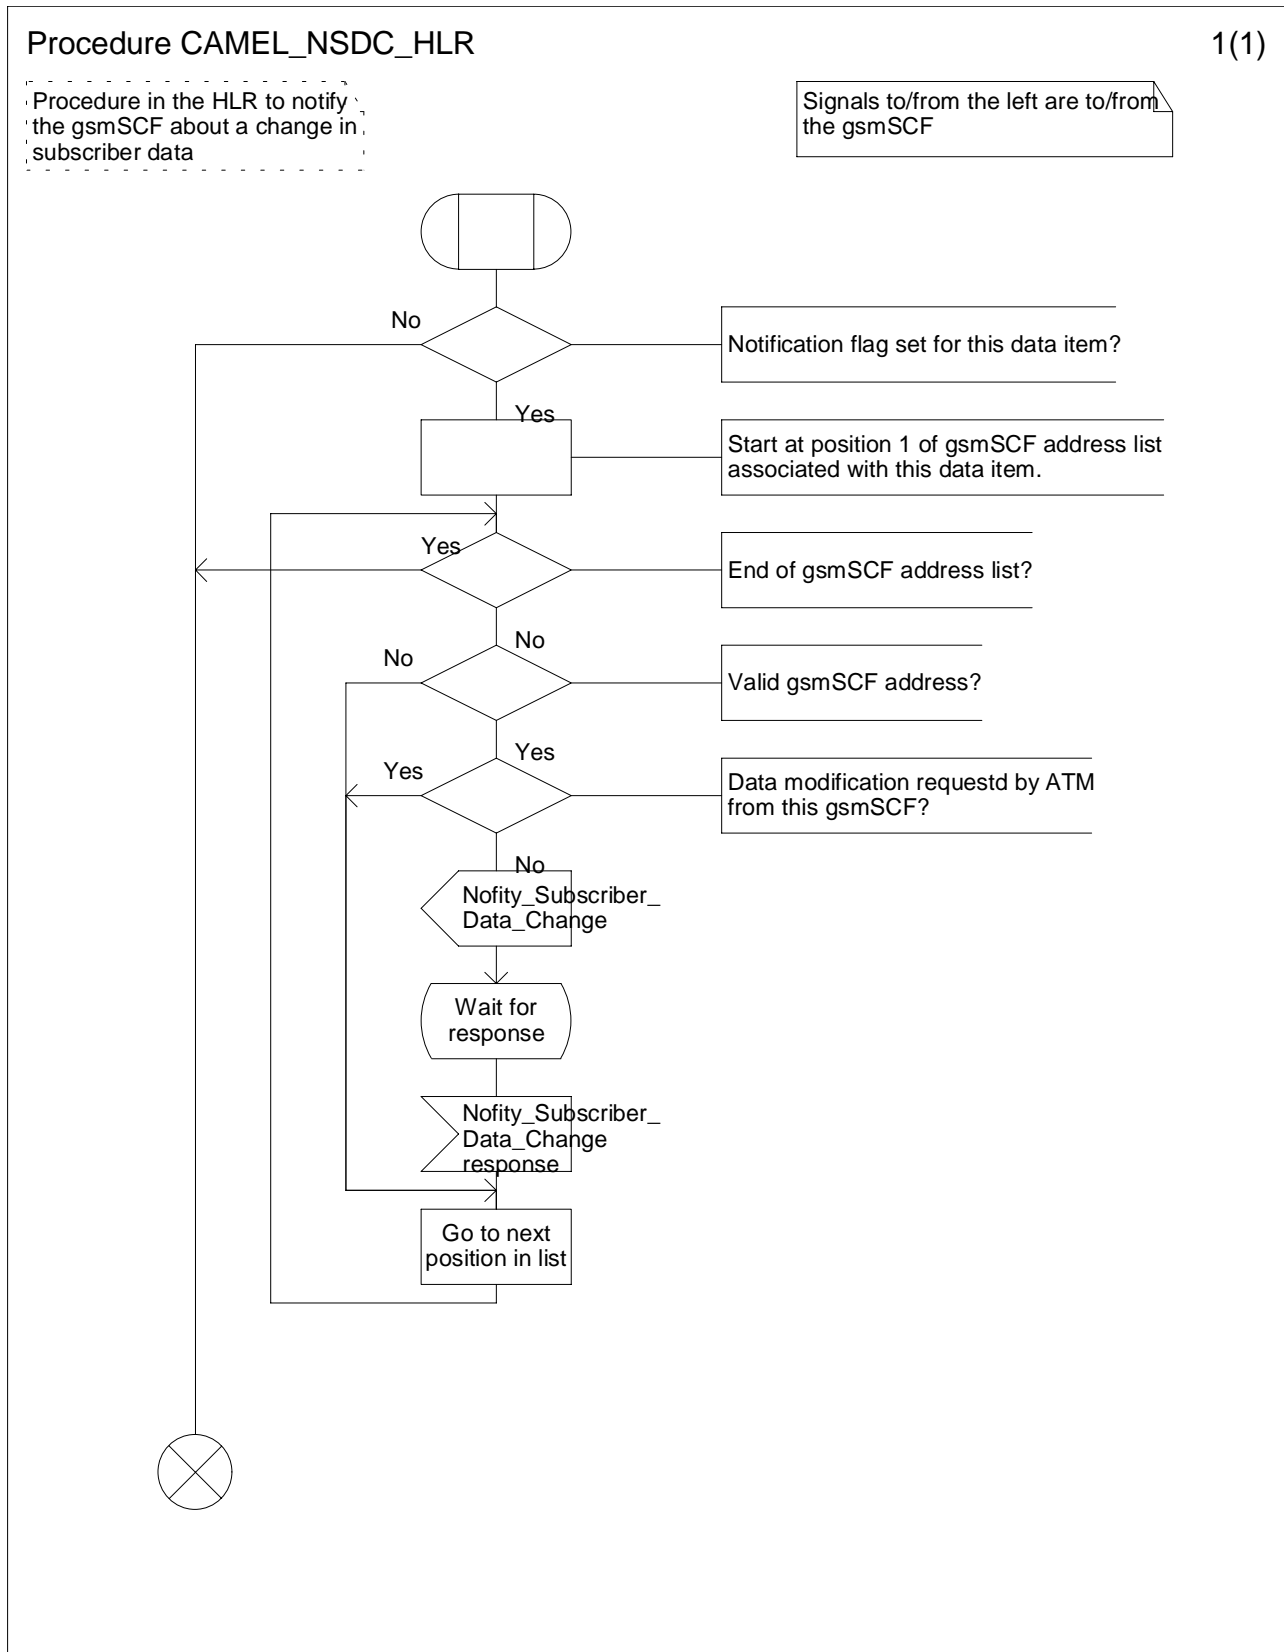 Procedure CAMEL_NSDC_HLR
1(1)
Procedure in the HLR to notify
the gsmSCF about a change in
subscriber data
Signals to/from the left are to/from
the gsmSCF
No
Notification flag set for this data item?
Yes
Start at position 1 of gsmSCF address list
associated with this data item.
Yes
End of gsmSCF address list?
No
No
Valid gsmSCF address?
Yes
Yes
Data modification requestd by ATM
from this gsmSCF?
No
Nofity_Subscriber_
Data_Change
Wait for
response
Nofity_Subscriber_
Data_Change
response
Go to next
position in list